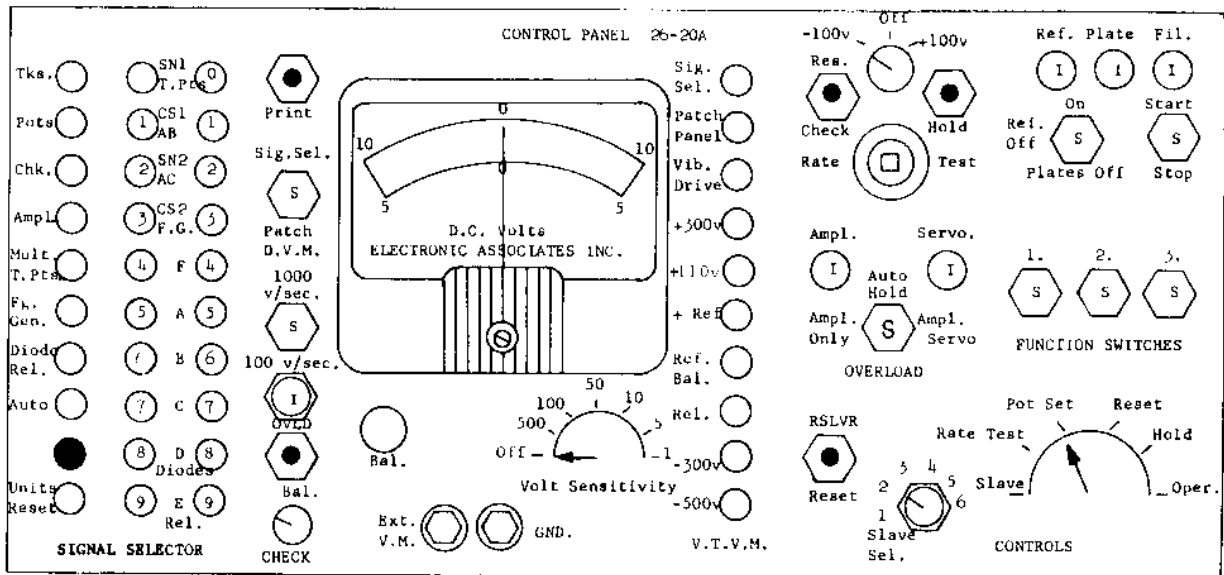 CONTROL PANEL 26-20A
Tks.
Pots
Chk.
Ampl
Mult.
T.Pts
Gen.
Diode
Rel.
Auto
Units
Reset
SN1
T.Pts
0
1
CS1
AB
1
2
SN2
AC
2
3
CS2
F.G.
3
4
F
4
5
A
5
B
6
7
C
7
8
D
8
Diodes
9
E
9
Rel.
SIGNAL SELECTOR
Print
Sig.Sel.
S
Patch
D.V.M.
1000
v/sec.
S
100 v/sec.
I
OVLD
Bal.
CHECK
10
0
10
5
0
5
D.C. Volts
ELECTRONIC ASSOCIATES INC.
Bal.
Off
500
100
50
10
5
1
Volt Sensitivity
Ext.
V.M.
GND.
Sig.
Sel.
Patch
Panel
Vib.
Drive
+300v
+110v
+ Ref
Ref.
Bal.
Rel.
-300v
-500v
V.T.V.M.
Off
-100v
+100v
Res.
Check
Hold
Rate
Test
Ref. Plate Fil.
I
I
I
On
Start
Ref.
Off
S
S
Plates Off
Stop
Ampl.
Servo.
I
I
Auto
Hold
Ampl.
Only
S
Ampl.
Servo
OVERLOAD
1.
2.
3.
S
S
S
FUNCTION SWITCHES
RSLVR
Reset
1
2
3
4
5
6
Slave
Sel.
Slave
Rate Test
Pot Set
Reset
Hold
Oper.
CONTROLS